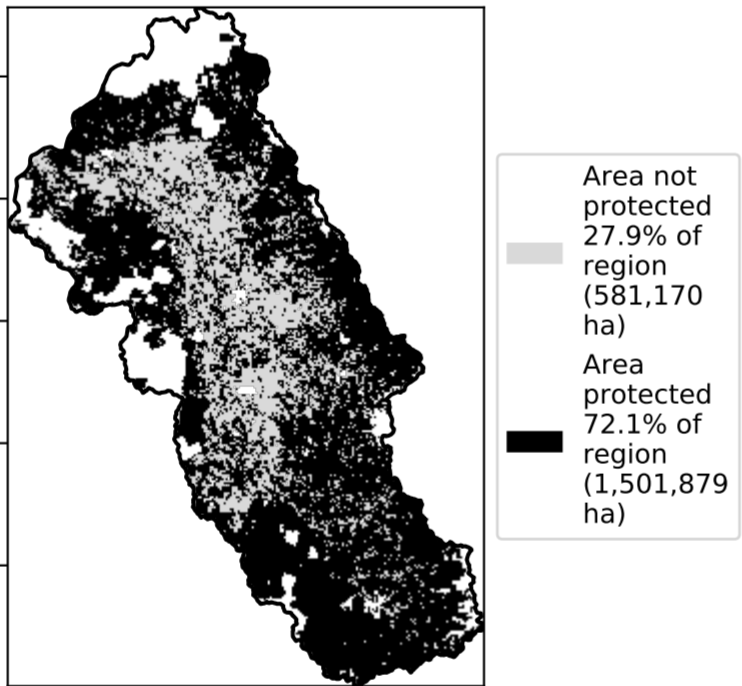 Area not
protected
27.9% of
region
(581,170
ha)
Area
protected
72.1% of
region
(1,501,879
ha)